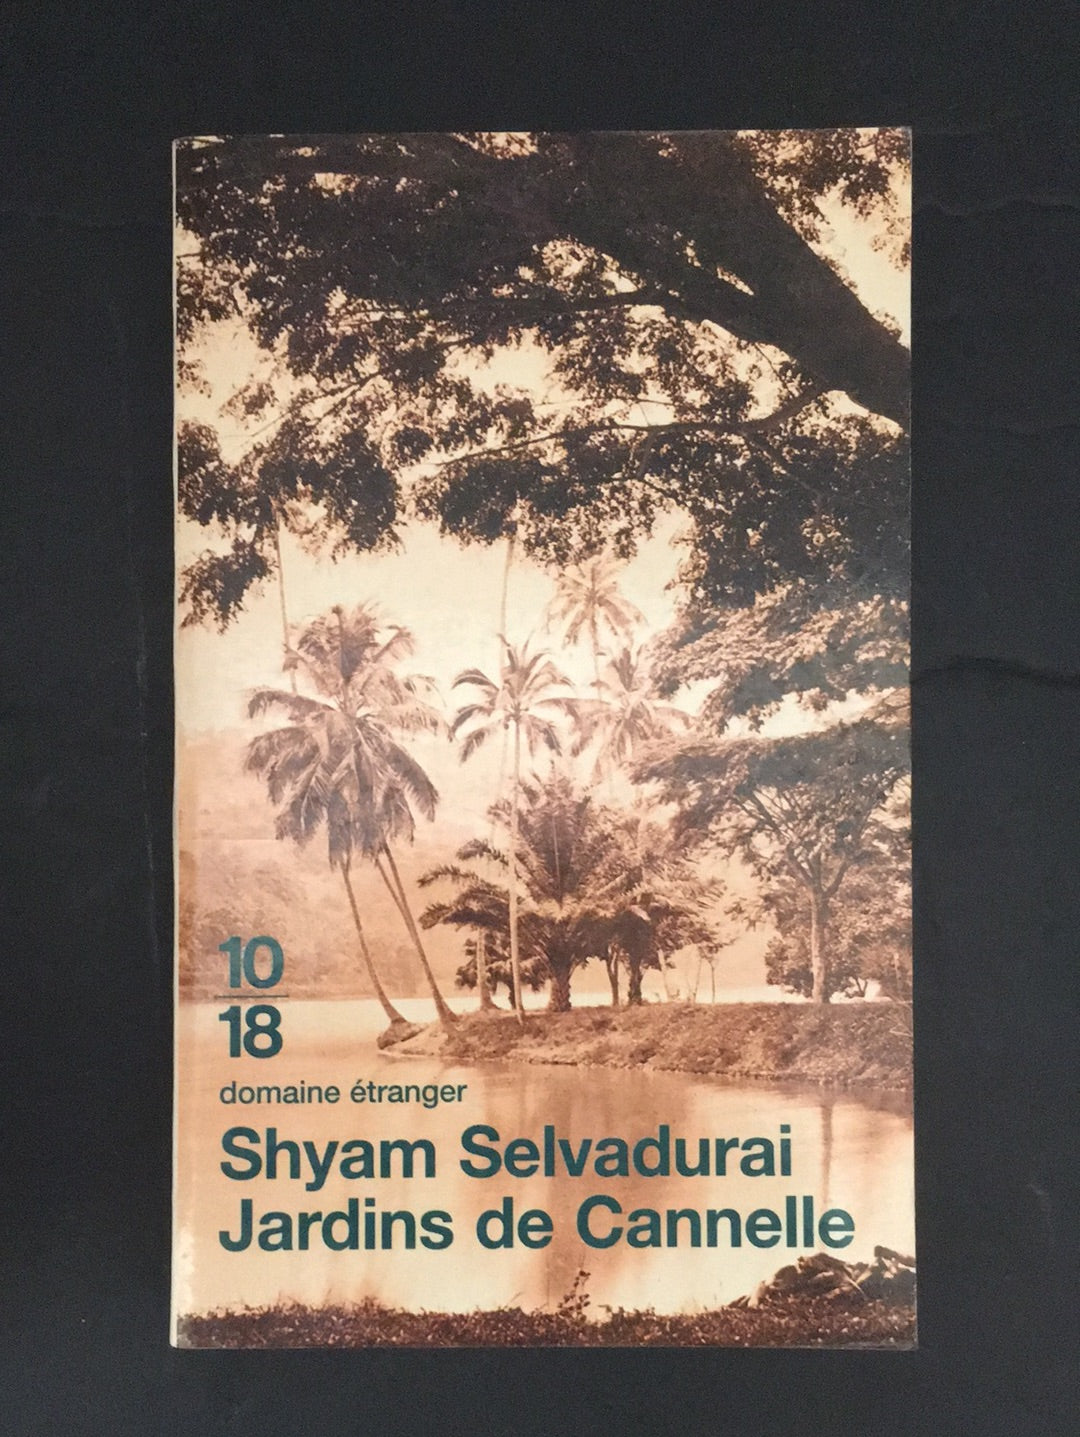 10
18
domaine étranger
Shyam Selvadurai
Jardins de Cannelle